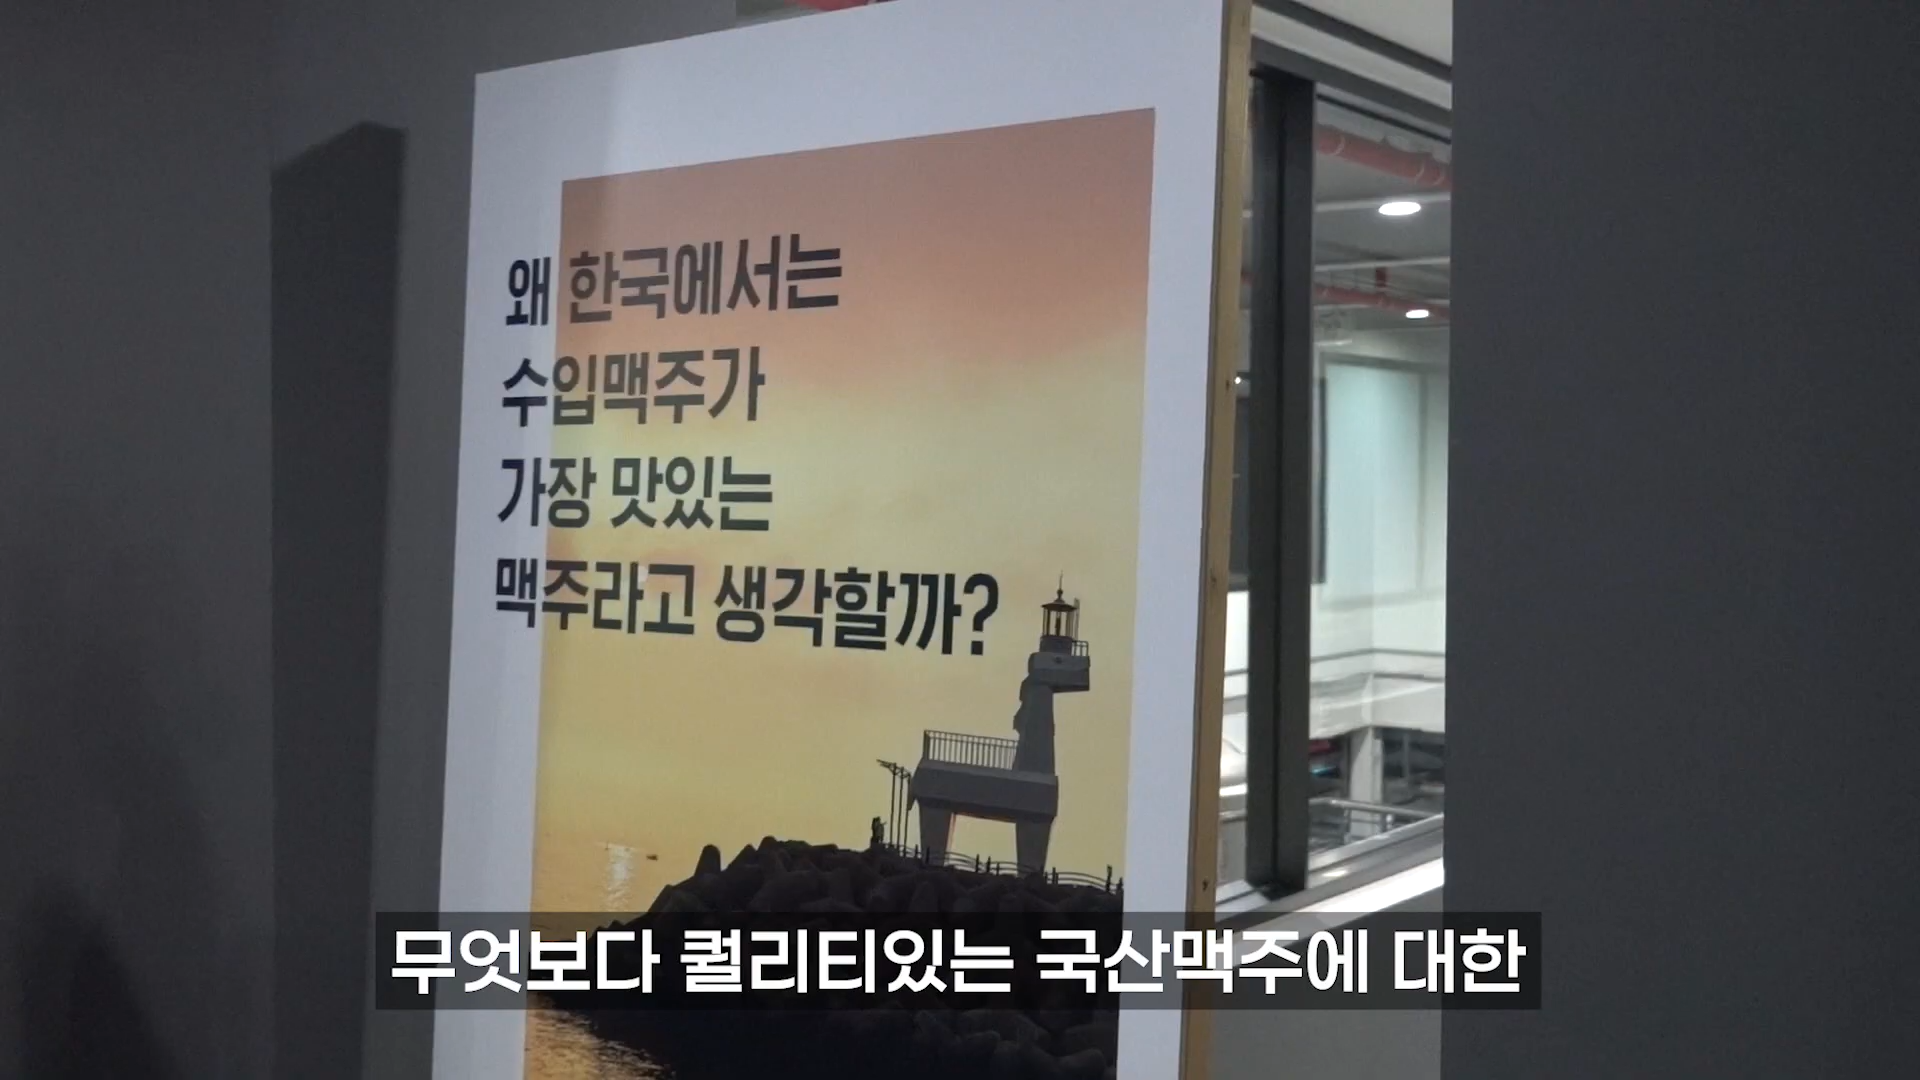 왜 한국에서는
수입맥주가
가장 맛있는
맥주라고 생각할까?
무엇보다 퀄리티있는 국산맥주에 대한